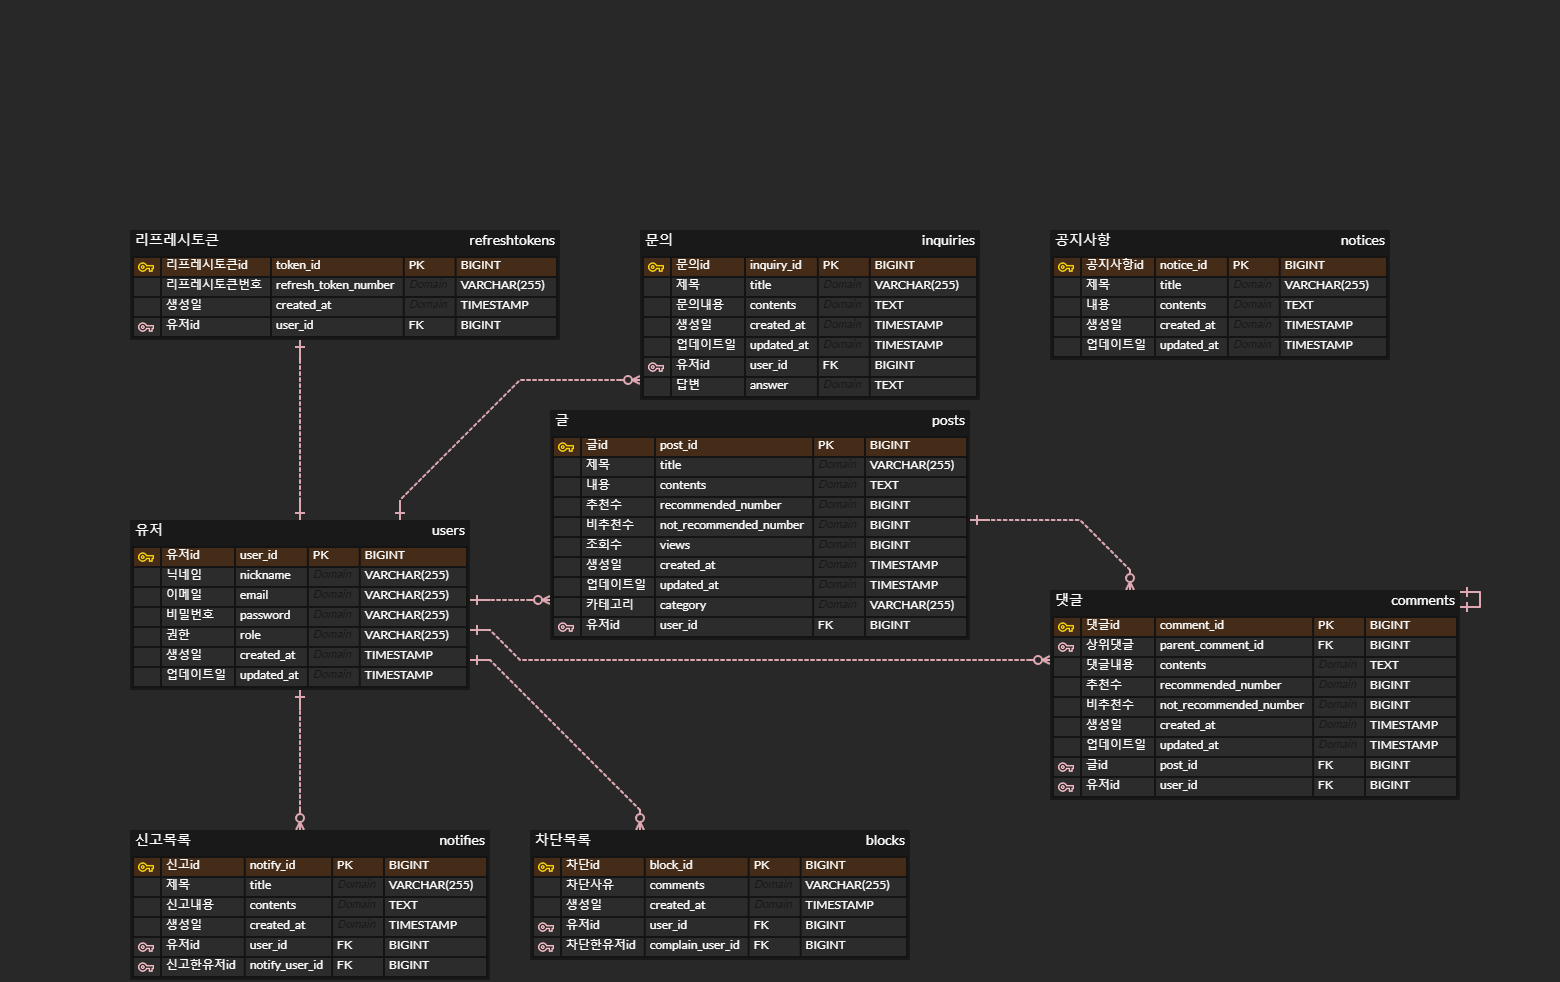 리프레시토큰 refreshtokens
리프레시토큰id token_id PK BIGINT
리프레시토큰번호 refresh_token_number Domain VARCHAR(255)
생성일 created_at Domain TIMESTAMP
유저id user_id FK BIGINT
문의 inquiries
문의id inquiry_id PK BIGINT
제목 title Domain VARCHAR(255)
문의내용 contents Domain TEXT
생성일 created_at Domain TIMESTAMP
업데이트일 updated_at Domain TIMESTAMP
유저id user_id FK BIGINT
답변 answer Domain TEXT
공지사항 notices
공지사항id notice_id PK BIGINT
제목 title Domain VARCHAR(255)
내용 contents Domain TEXT
생성일 created_at Domain TIMESTAMP
업데이트일 updated_at Domain TIMESTAMP
글 posts
글id post_id PK BIGINT
제목 title Domain VARCHAR(255)
내용 contents Domain TEXT
추천수 recommended_number Domain BIGINT
비추천수 not_recommended_number Domain BIGINT
조회수 views Domain BIGINT
생성일 created_at Domain TIMESTAMP
업데이트일 updated_at Domain TIMESTAMP
카테고리 category Domain VARCHAR(255)
유저id user_id FK BIGINT
유저 users
유저id user_id PK BIGINT
닉네임 nickname Domain VARCHAR(255)
이메일 email Domain VARCHAR(255)
비밀번호 password Domain VARCHAR(255)
권한 role Domain VARCHAR(255)
생성일 created_at Domain TIMESTAMP
업데이트일 updated_at Domain TIMESTAMP
댓글 comments
댓글id comment_id PK BIGINT
상위댓글 parent_comment_id FK BIGINT
댓글내용 contents Domain TEXT
추천수 recommended_number Domain BIGINT
비추천수 not_recommended_number Domain BIGINT
생성일 created_at Domain TIMESTAMP
업데이트일 updated_at Domain TIMESTAMP
글id post_id FK BIGINT
유저id user_id FK BIGINT
신고목록 notifies
신고id notify_id PK BIGINT
제목 title Domain VARCHAR(255)
신고내용 contents Domain TEXT
생성일 created_at Domain TIMESTAMP
유저id user_id FK BIGINT
신고한유저id notify_user_id FK BIGINT
차단목록 blocks
차단id block_id PK BIGINT
차단사유 comments Domain VARCHAR(255)
생성일 created_at Domain TIMESTAMP
유저id user_id FK BIGINT
차단한유저id complain_user_id FK BIGINT